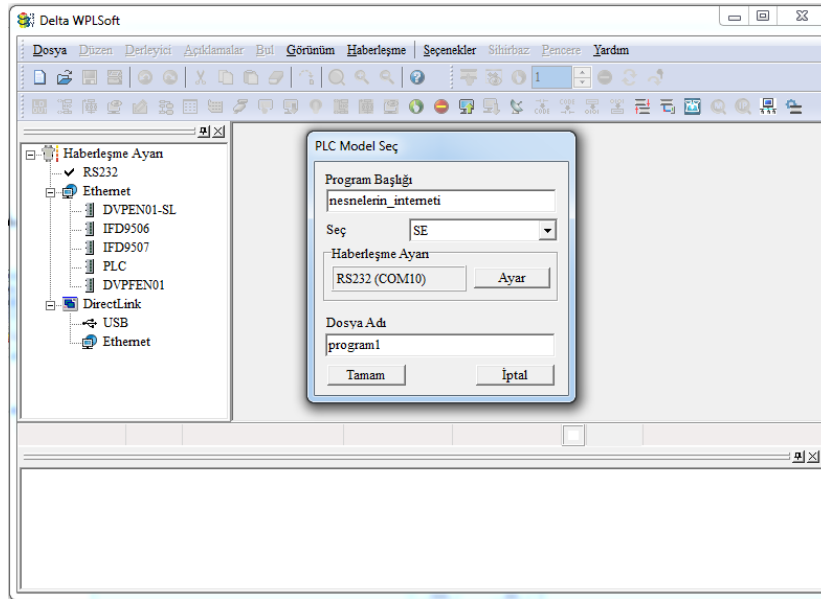 Delta WPLSoft
Dosya Düzen Derleyici Açıklamalar Bul Görünüm Haberleşme Seçenekler Sihirbaz Pencere Yardım
1
Haberleşme Ayarı
RS232
Ethernet
DVPEN01-SL
IFD9506
IFD9507
PLC
DVPFEN01
DirectLink
USB
Ethernet
PLC Model Seç
Program Başlığı
nesnelerin_interneti
Seç SE
Haberleşme Ayarı
RS232 (COM10) Ayar
Dosya Adı
program1
Tamam İptal